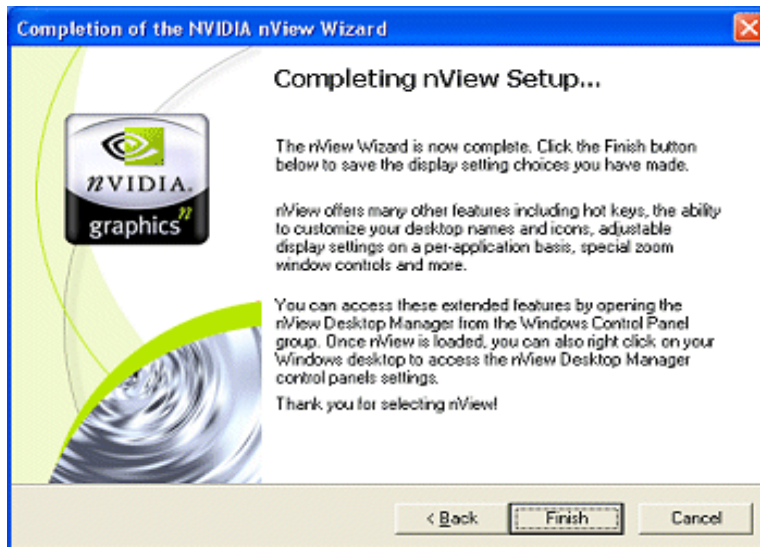 Completion of the NVIDIA nView Wizard
Completing nView Setup...
nVIDIA.
graphics n
The nView Wizard is now complete. Click the Finish button
below to save the display setting choices you have made.
nView offers many other features including hot keys, the ability
to customize your desktop names and icons, adjustable
display settings on a per-application basis, special zoom
window controls and more.
You can access these extended features by opening the
nView Desktop Manager from the Windows Control Panel
group. Once nView is loaded, you can also right click on your
Windows desktop to access the nView Desktop Manager
control panels settings.
Thank you for selecting nView!
< Back
Finish
Cancel